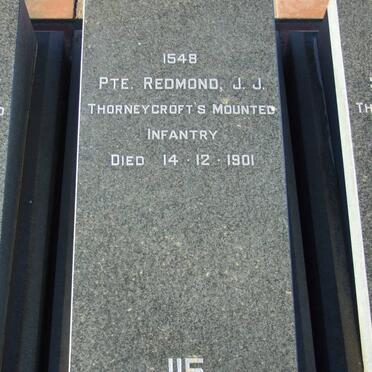 1548
PTE. REDMOND, J. J.
THORNEYCROFT'S MOUNTED
INFANTRY
DIED 14 · 12 · 1901